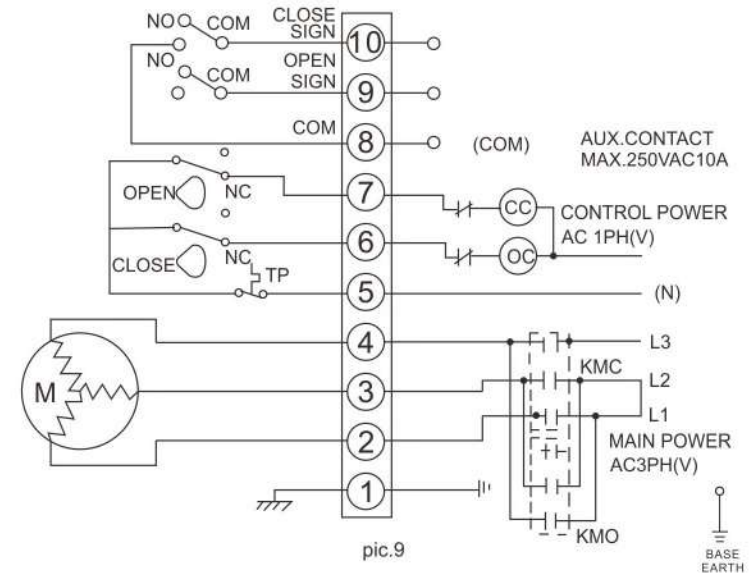 NO COM CLOSE SIGN 10
NO COM OPEN SIGN 9
COM 8 (COM) AUX.CONTACT
MAX.250VAC10A
OPEN NC 7 CC CONTROL POWER
AC 1PH(V)
CLOSE NC 6 OC
TP 5 (N)
4 L3
KMC
M 3 L2
L1
2 MAIN POWER
AC3PH(V)
1
KMO
pic.9
BASE
EARTH